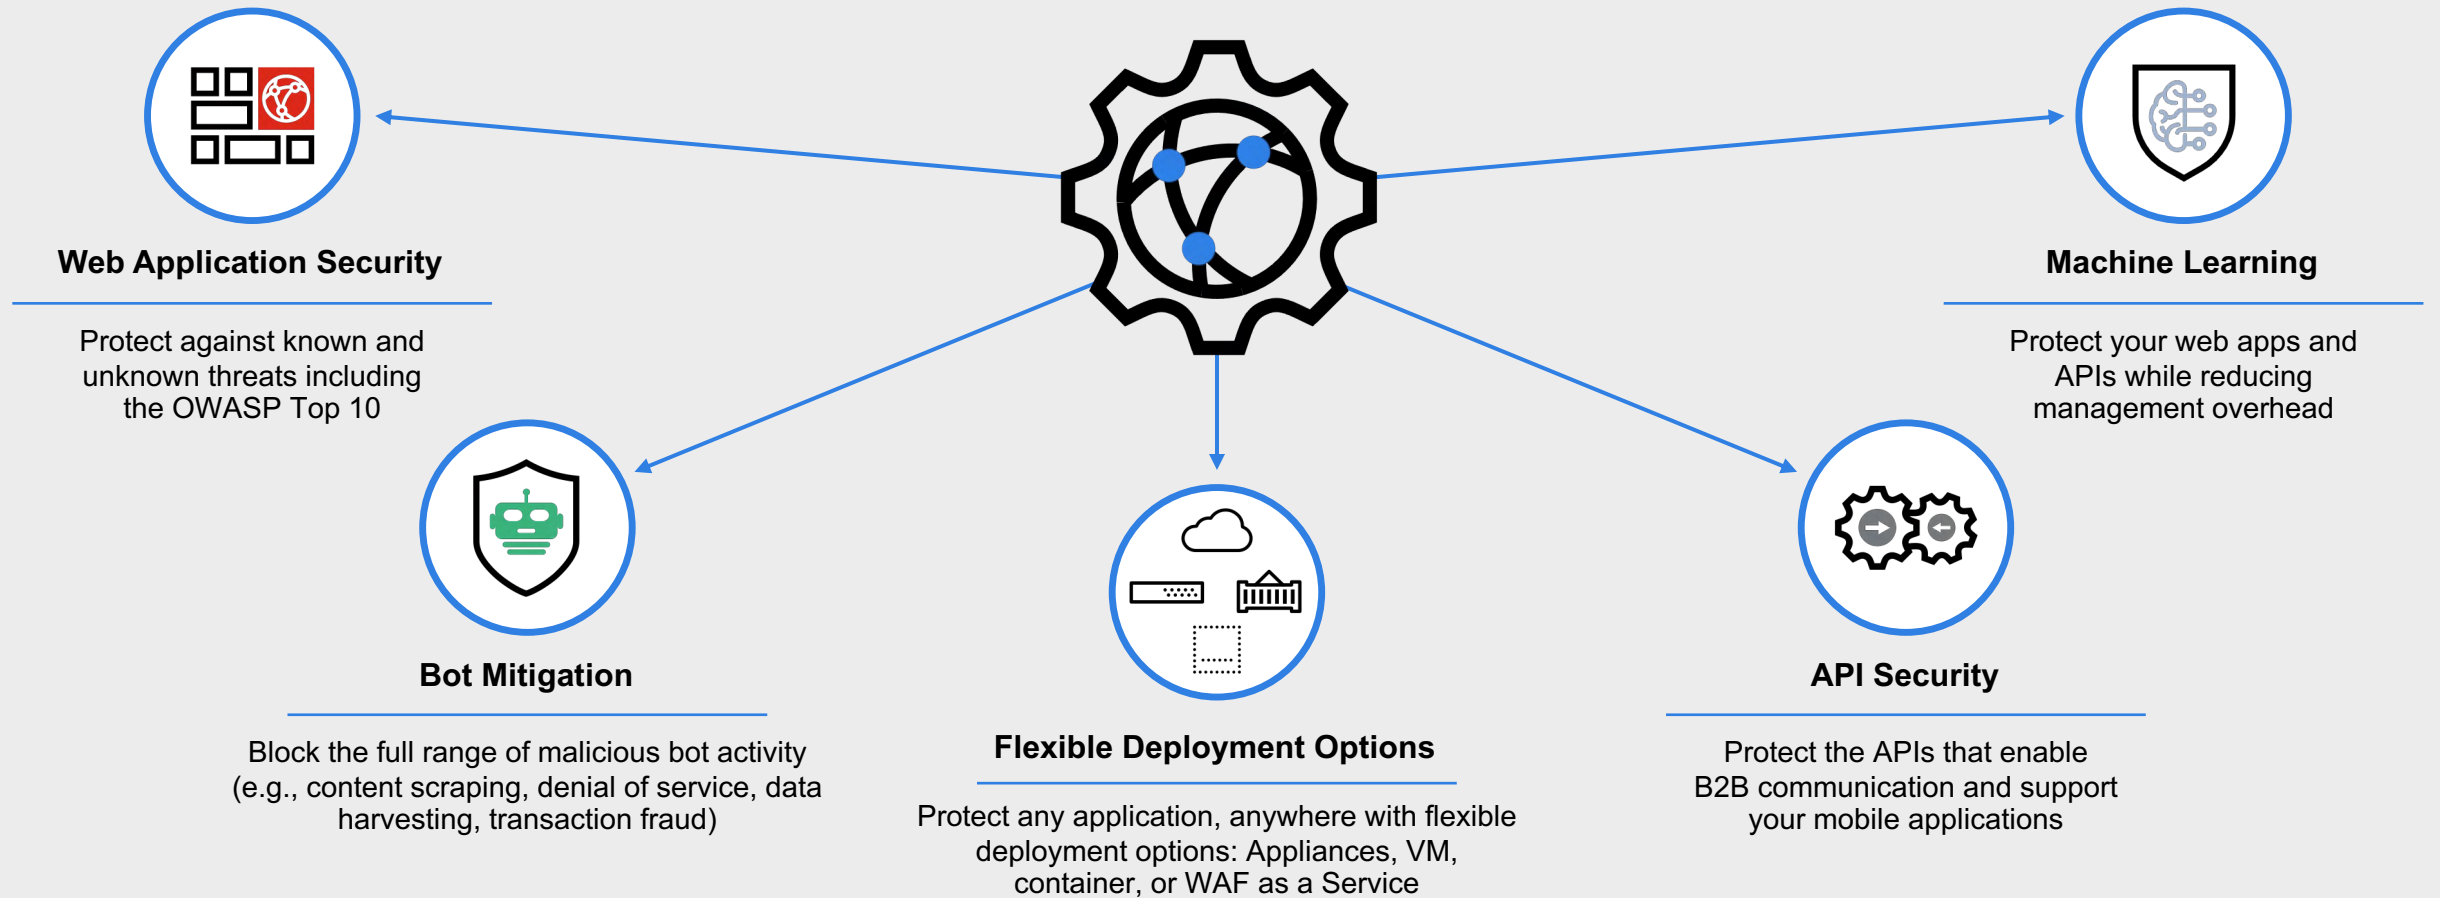 Web Application Security
Protect against known and
unknown threats including
the OWASP Top 10
Bot Mitigation
Block the full range of malicious bot activity
(e.g., content scraping, denial of service, data
harvesting, transaction fraud)
Flexible Deployment Options
Protect any application, anywhere with flexible
deployment options: Appliances, VM,
container, or WAF as a Service
API Security
Protect the APIs that enable
B2B communication and support
your mobile applications
Machine Learning
Protect your web apps and
APIs while reducing
management overhead